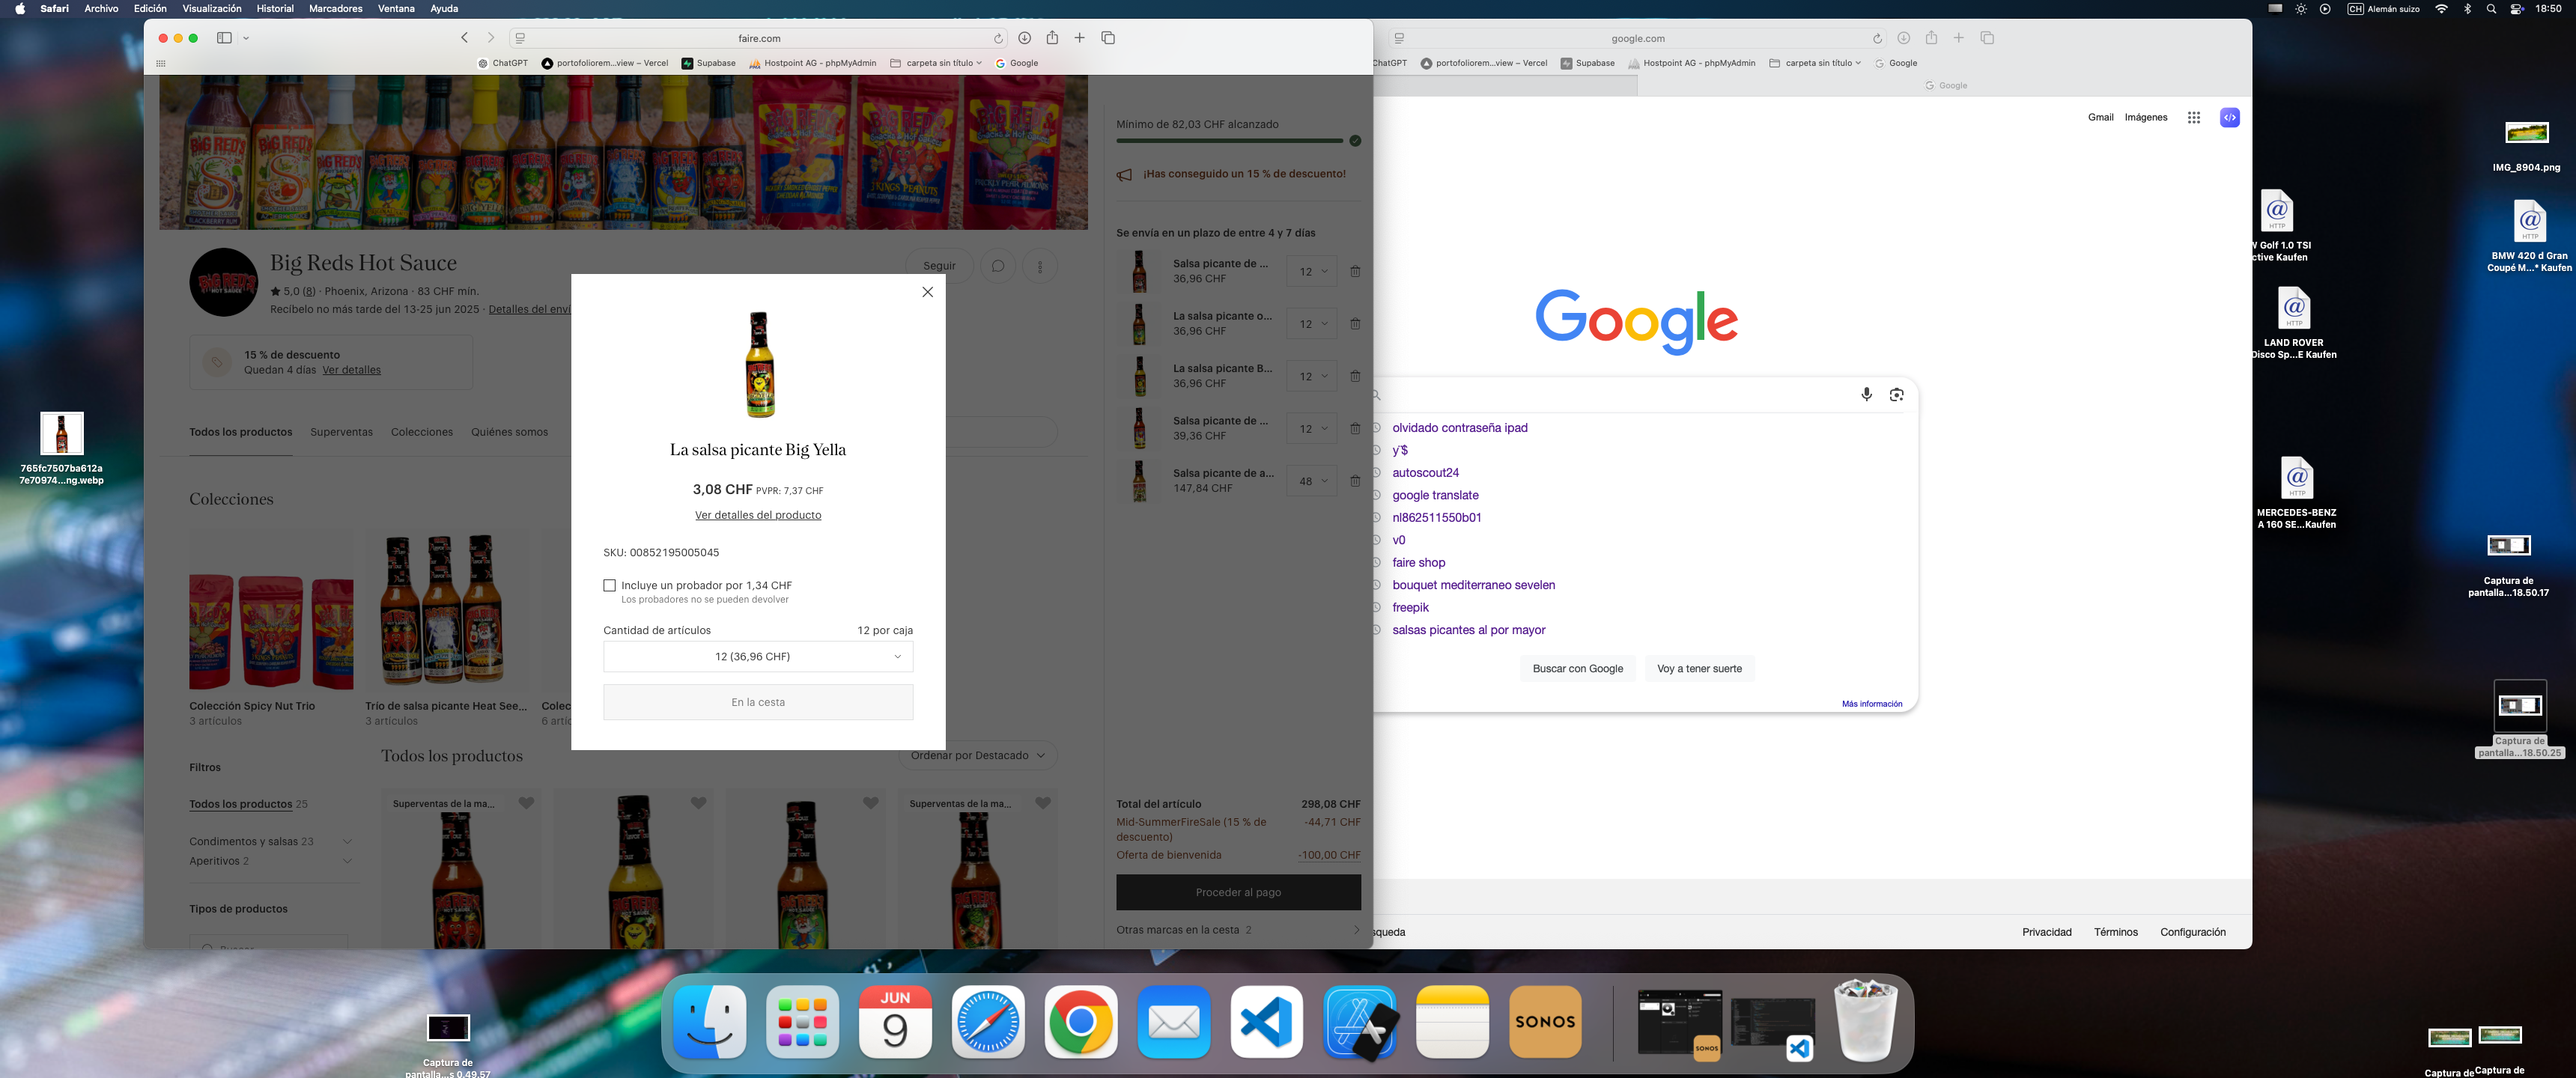 Safari Archivo Edición Visualización Historial Marcadores Ventana Ayuda
CH Alemán suizo 18:50
faire.com
ChatGPT portofoliorem...view – Vercel Supabase Hostpoint AG - phpMyAdmin carpeta sin título Google
google.com
ChatGPT portofoliorem...view – Vercel Supabase Hostpoint AG - phpMyAdmin carpeta sin título Google
Google
Big Reds Hot Sauce
5,0 (8) · Phoenix, Arizona · 83 CHF mín.
Recíbelo no más tarde del 13-25 jun 2025 · Detalles del enví
Seguir
15 % de descuento
Quedan 4 días Ver detalles
Todos los productos Superventas Colecciones Quiénes somos
Colecciones
Colección Spicy Nut Trio
3 artículos
Trío de salsa picante Heat See...
3 artículos
Colec
6 artíc
Todos los productos
Ordenar por Destacado
Filtros
Todos los productos 25
Condimentos y salsas 23
Aperitivos 2
Tipos de productos
Superventas de la ma...
Superventas de la ma...
La salsa picante Big Yella
3,08 CHF PVPR: 7,37 CHF
Ver detalles del producto
SKU: 00852195005045
Incluye un probador por 1,34 CHF
Los probadores no se pueden devolver
Cantidad de artículos 12 por caja
12 (36,96 CHF)
En la cesta
Mínimo de 82,03 CHF alcanzado
¡Has conseguido un 15 % de descuento!
Se envía en un plazo de entre 4 y 7 días
Salsa picante de ...
36,96 CHF
12
La salsa picante o...
36,96 CHF
12
La salsa picante B...
36,96 CHF
12
Salsa picante de ...
39,36 CHF
12
Salsa picante de a...
147,84 CHF
48
Total del artículo 298,08 CHF
Mid-SummerFireSale (15 % de -44,71 CHF
descuento)
Oferta de bienvenida -100,00 CHF
Proceder al pago
Otras marcas en la cesta 2
Gmail Imágenes
Google
olvidado contraseña ipad
y¨$
autoscout24
google translate
nl862511550b01
v0
faire shop
bouquet mediterraneo sevelen
freepik
salsas picantes al por mayor
Buscar con Google Voy a tener suerte
Más información
squeda
Privacidad Términos Configuración
765fc7507ba612a
7e70974...ng.webp
IMG_8904.png
HTTP
W Golf 1.0 TSI
ctive Kaufen
HTTP
BMW 420 d Gran
Coupé M...* Kaufen
HTTP
LAND ROVER
Disco Sp...E Kaufen
HTTP
MERCEDES-BENZ
A 160 SE...Kaufen
Captura de
pantalla...18.50.17
Captura de
pantalla...18.50.25
Captura de
pantalla...s 0.49.57
Captura de
Captura de
JUN
9
SONOS
SONOS